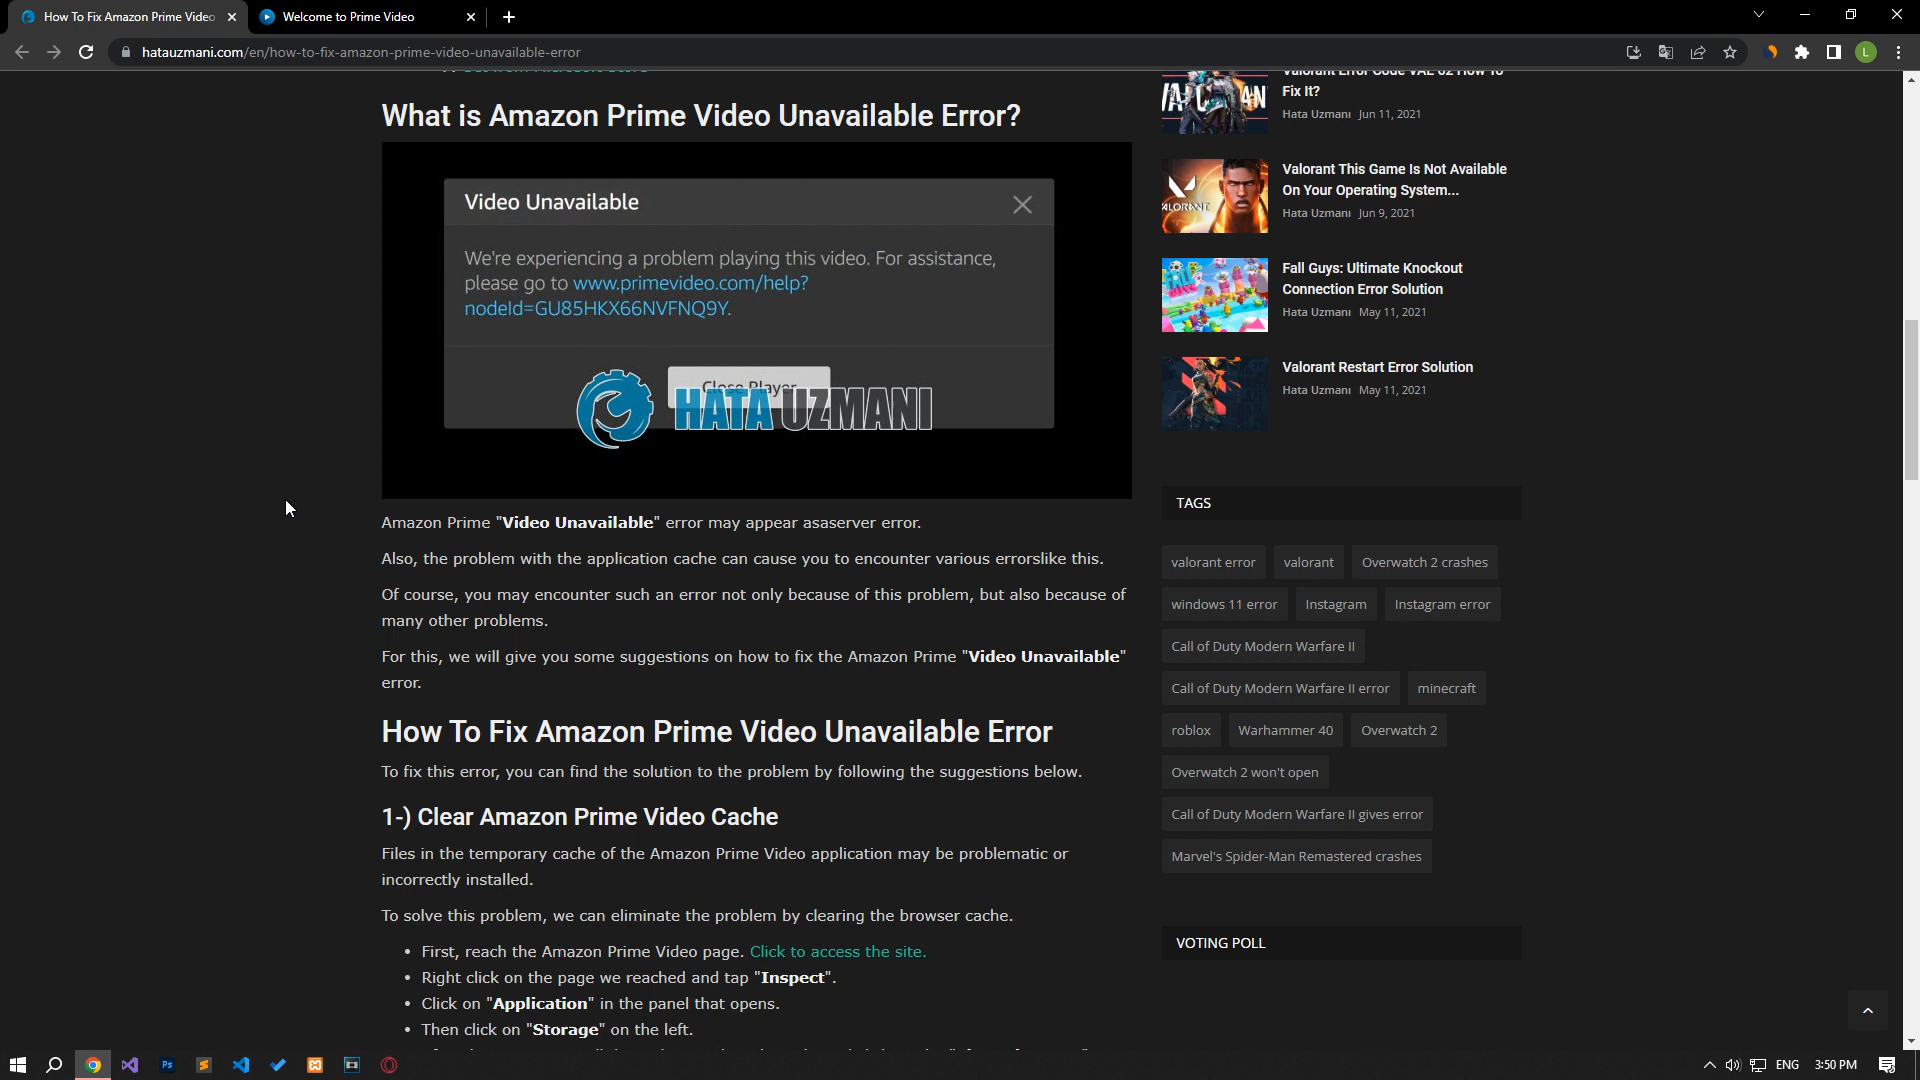 How To Fix Amazon Prime Video
Welcome to Prime Video
hatauzmani.com/en/how-to-fix-amazon-prime-video-unavailable-error
L
What is Amazon Prime Video Unavailable Error?
Video Unavailable
We're experiencing a problem playing this video. For assistance,
please go to www.primevideo.com/help?
nodeId=GU85HKX66NVFNQ9Y.
Close Player
HATA UZMANI
Amazon Prime "Video Unavailable" error may appear asaserver error.
Also, the problem with the application cache can cause you to encounter various errorslike this.
Of course, you may encounter such an error not only because of this problem, but also because of
many other problems.
For this, we will give you some suggestions on how to fix the Amazon Prime "Video Unavailable"
error.
How To Fix Amazon Prime Video Unavailable Error
To fix this error, you can find the solution to the problem by following the suggestions below.
1-) Clear Amazon Prime Video Cache
Files in the temporary cache of the Amazon Prime Video application may be problematic or
incorrectly installed.
To solve this problem, we can eliminate the problem by clearing the browser cache.
• First, reach the Amazon Prime Video page. Click to access the site.
• Right click on the page we reached and tap "Inspect".
• Click on "Application" in the panel that opens.
• Then click on "Storage" on the left.
Valorant Error Code VAL 62 How To
Fix It?
Hata Uzmanı Jun 11, 2021
VALORANT
Valorant This Game Is Not Available
On Your Operating System...
Hata Uzmanı Jun 9, 2021
Fall Guys: Ultimate Knockout
Connection Error Solution
Hata Uzmanı May 11, 2021
Valorant Restart Error Solution
Hata Uzmanı May 11, 2021
TAGS
valorant error
valorant
Overwatch 2 crashes
windows 11 error
Instagram
Instagram error
Call of Duty Modern Warfare II
Call of Duty Modern Warfare II error
minecraft
roblox
Warhammer 40
Overwatch 2
Overwatch 2 won't open
Call of Duty Modern Warfare II gives error
Marvel's Spider-Man Remastered crashes
VOTING POLL
Ps
ENG
3:50 PM